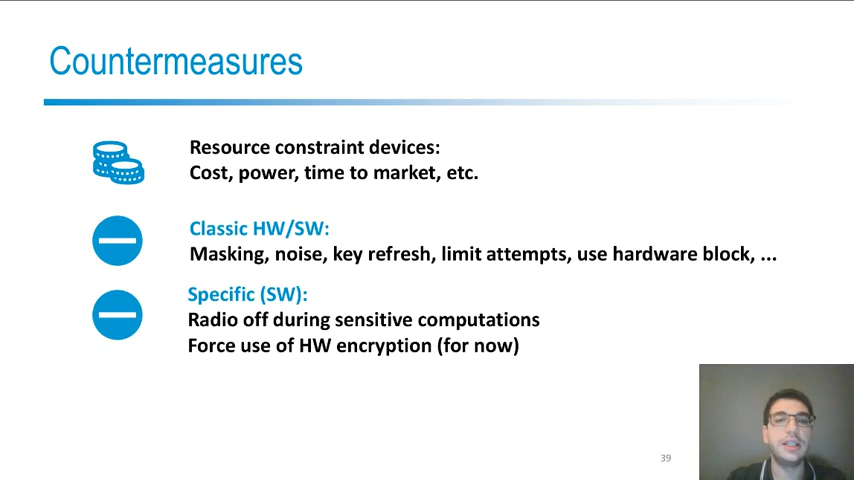 Countermeasures
Resource constraint devices:
Cost, power, time to market, etc.
Classic HW/SW:
Masking, noise, key refresh, limit attempts, use hardware block, ...
Specific (SW):
Radio off during sensitive computations
Force use of HW encryption (for now)
39